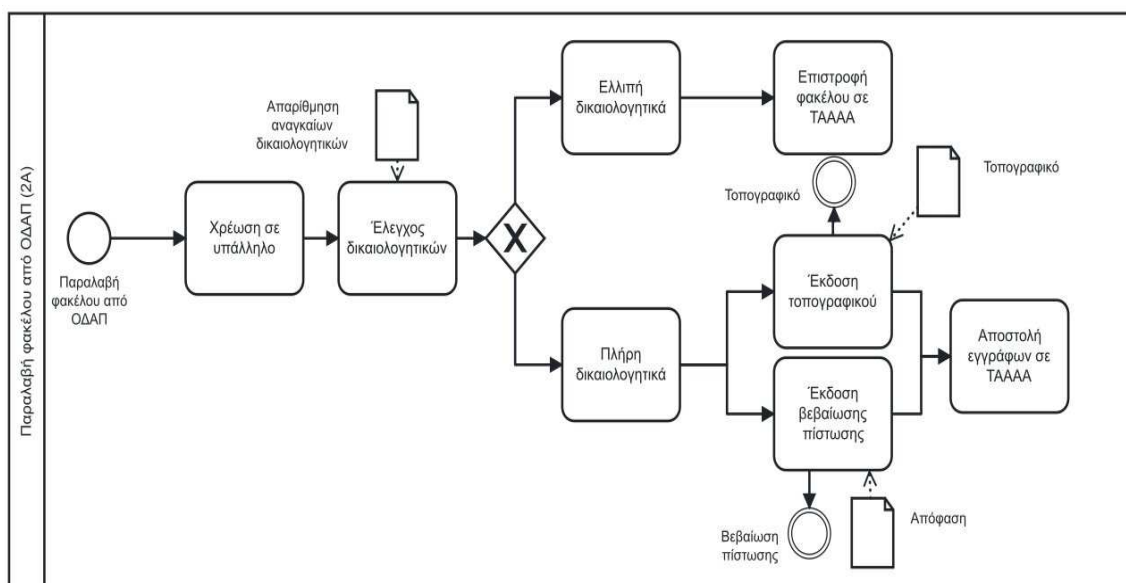 Παραλαβή φακέλου από ΟΔΑΠ (2Α)
Παραλαβή
φακέλου από
ΟΔΑΠ
Χρέωση σε
υπάλληλο
Απαρίθμηση
αναγκαίων
δικαιολογητικών
Έλεγχος
δικαιολογητικών
X
Ελλιπή
δικαιολογητικά
Επιστροφή
φακέλου σε
ΤΑΑΑΑ
Τοπογραφικό
Τοπογραφικό
Πλήρη
δικαιολογητικά
Έκδοση
τοπογραφικού
Έκδοση
βεβαίωσης
πίστωσης
Αποστολή
εγγράφων σε
ΤΑΑΑΑ
Βεβαίωση
πίστωσης
Απόφαση